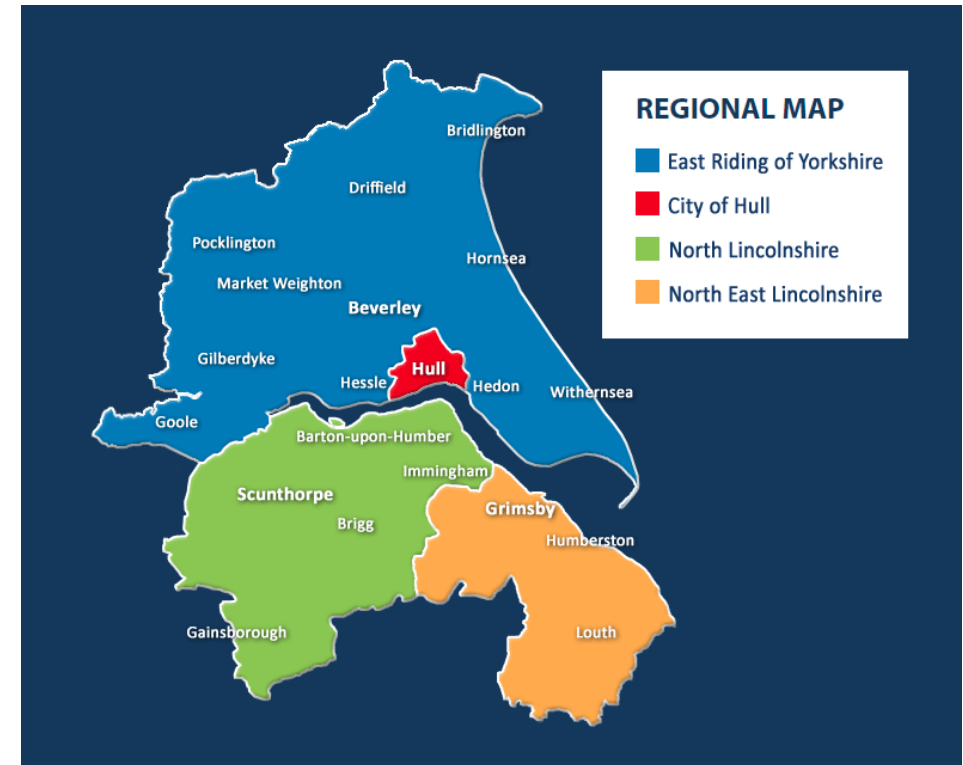 REGIONAL MAP
East Riding of Yorkshire
City of Hull
North Lincolnshire
North East Lincolnshire
Bridlington
Driffield
Pocklington
Hornsea
Market Weighton
Beverley
Gilberdyke
Hull
Hessle
Hedon
Withernsea
Goole
Barton-upon-Humber
Immingham
Scunthorpe
Grimsby
Brigg
Humberston
Gainsborough
Louth